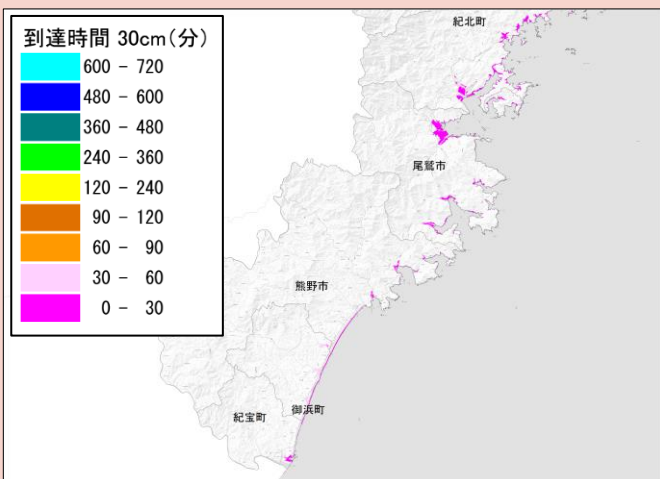 到達時間 30cm(分)
600 - 720
480 - 600
360 - 480
240 - 360
120 - 240
90 - 120
60 - 90
30 - 60
0 - 30
紀北町
尾鷲市
熊野市
御浜町
紀宝町